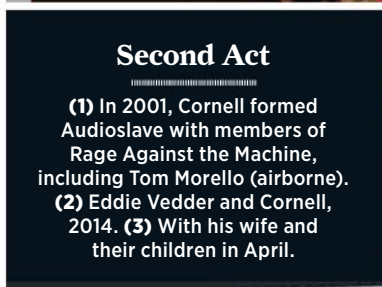 Second Act
(1) In 2001, Cornell formed
Audioslave with members of
Rage Against the Machine,
including Tom Morello (airborne).
(2) Eddie Vedder and Cornell,
2014. (3) With his wife and
their children in April.